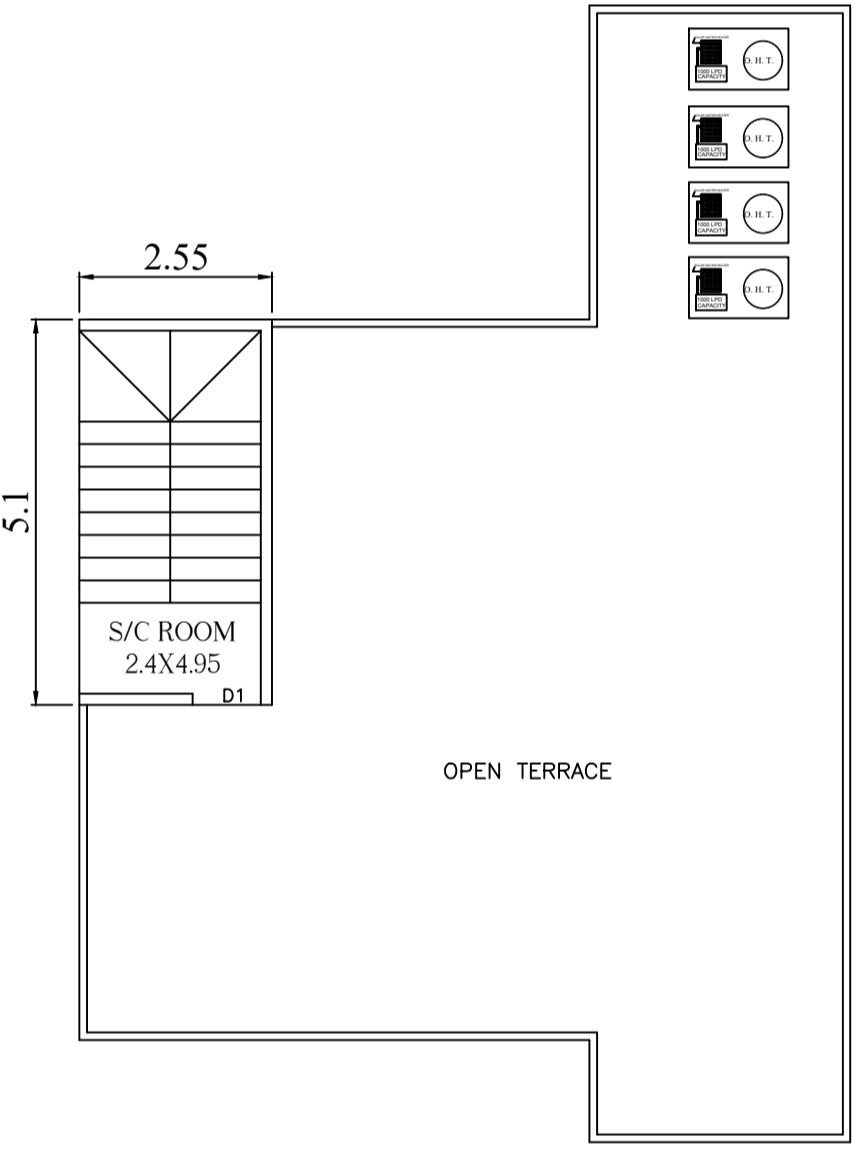 O. H. T.
1000 LPD
CAPACITY
O. H. T.
1000 LPD
CAPACITY
O. H. T.
1000 LPD
CAPACITY
O. H. T.
1000 LPD
CAPACITY
2.55
5.1
S/C ROOM
2.4X4.95
D1
OPEN TERRACE